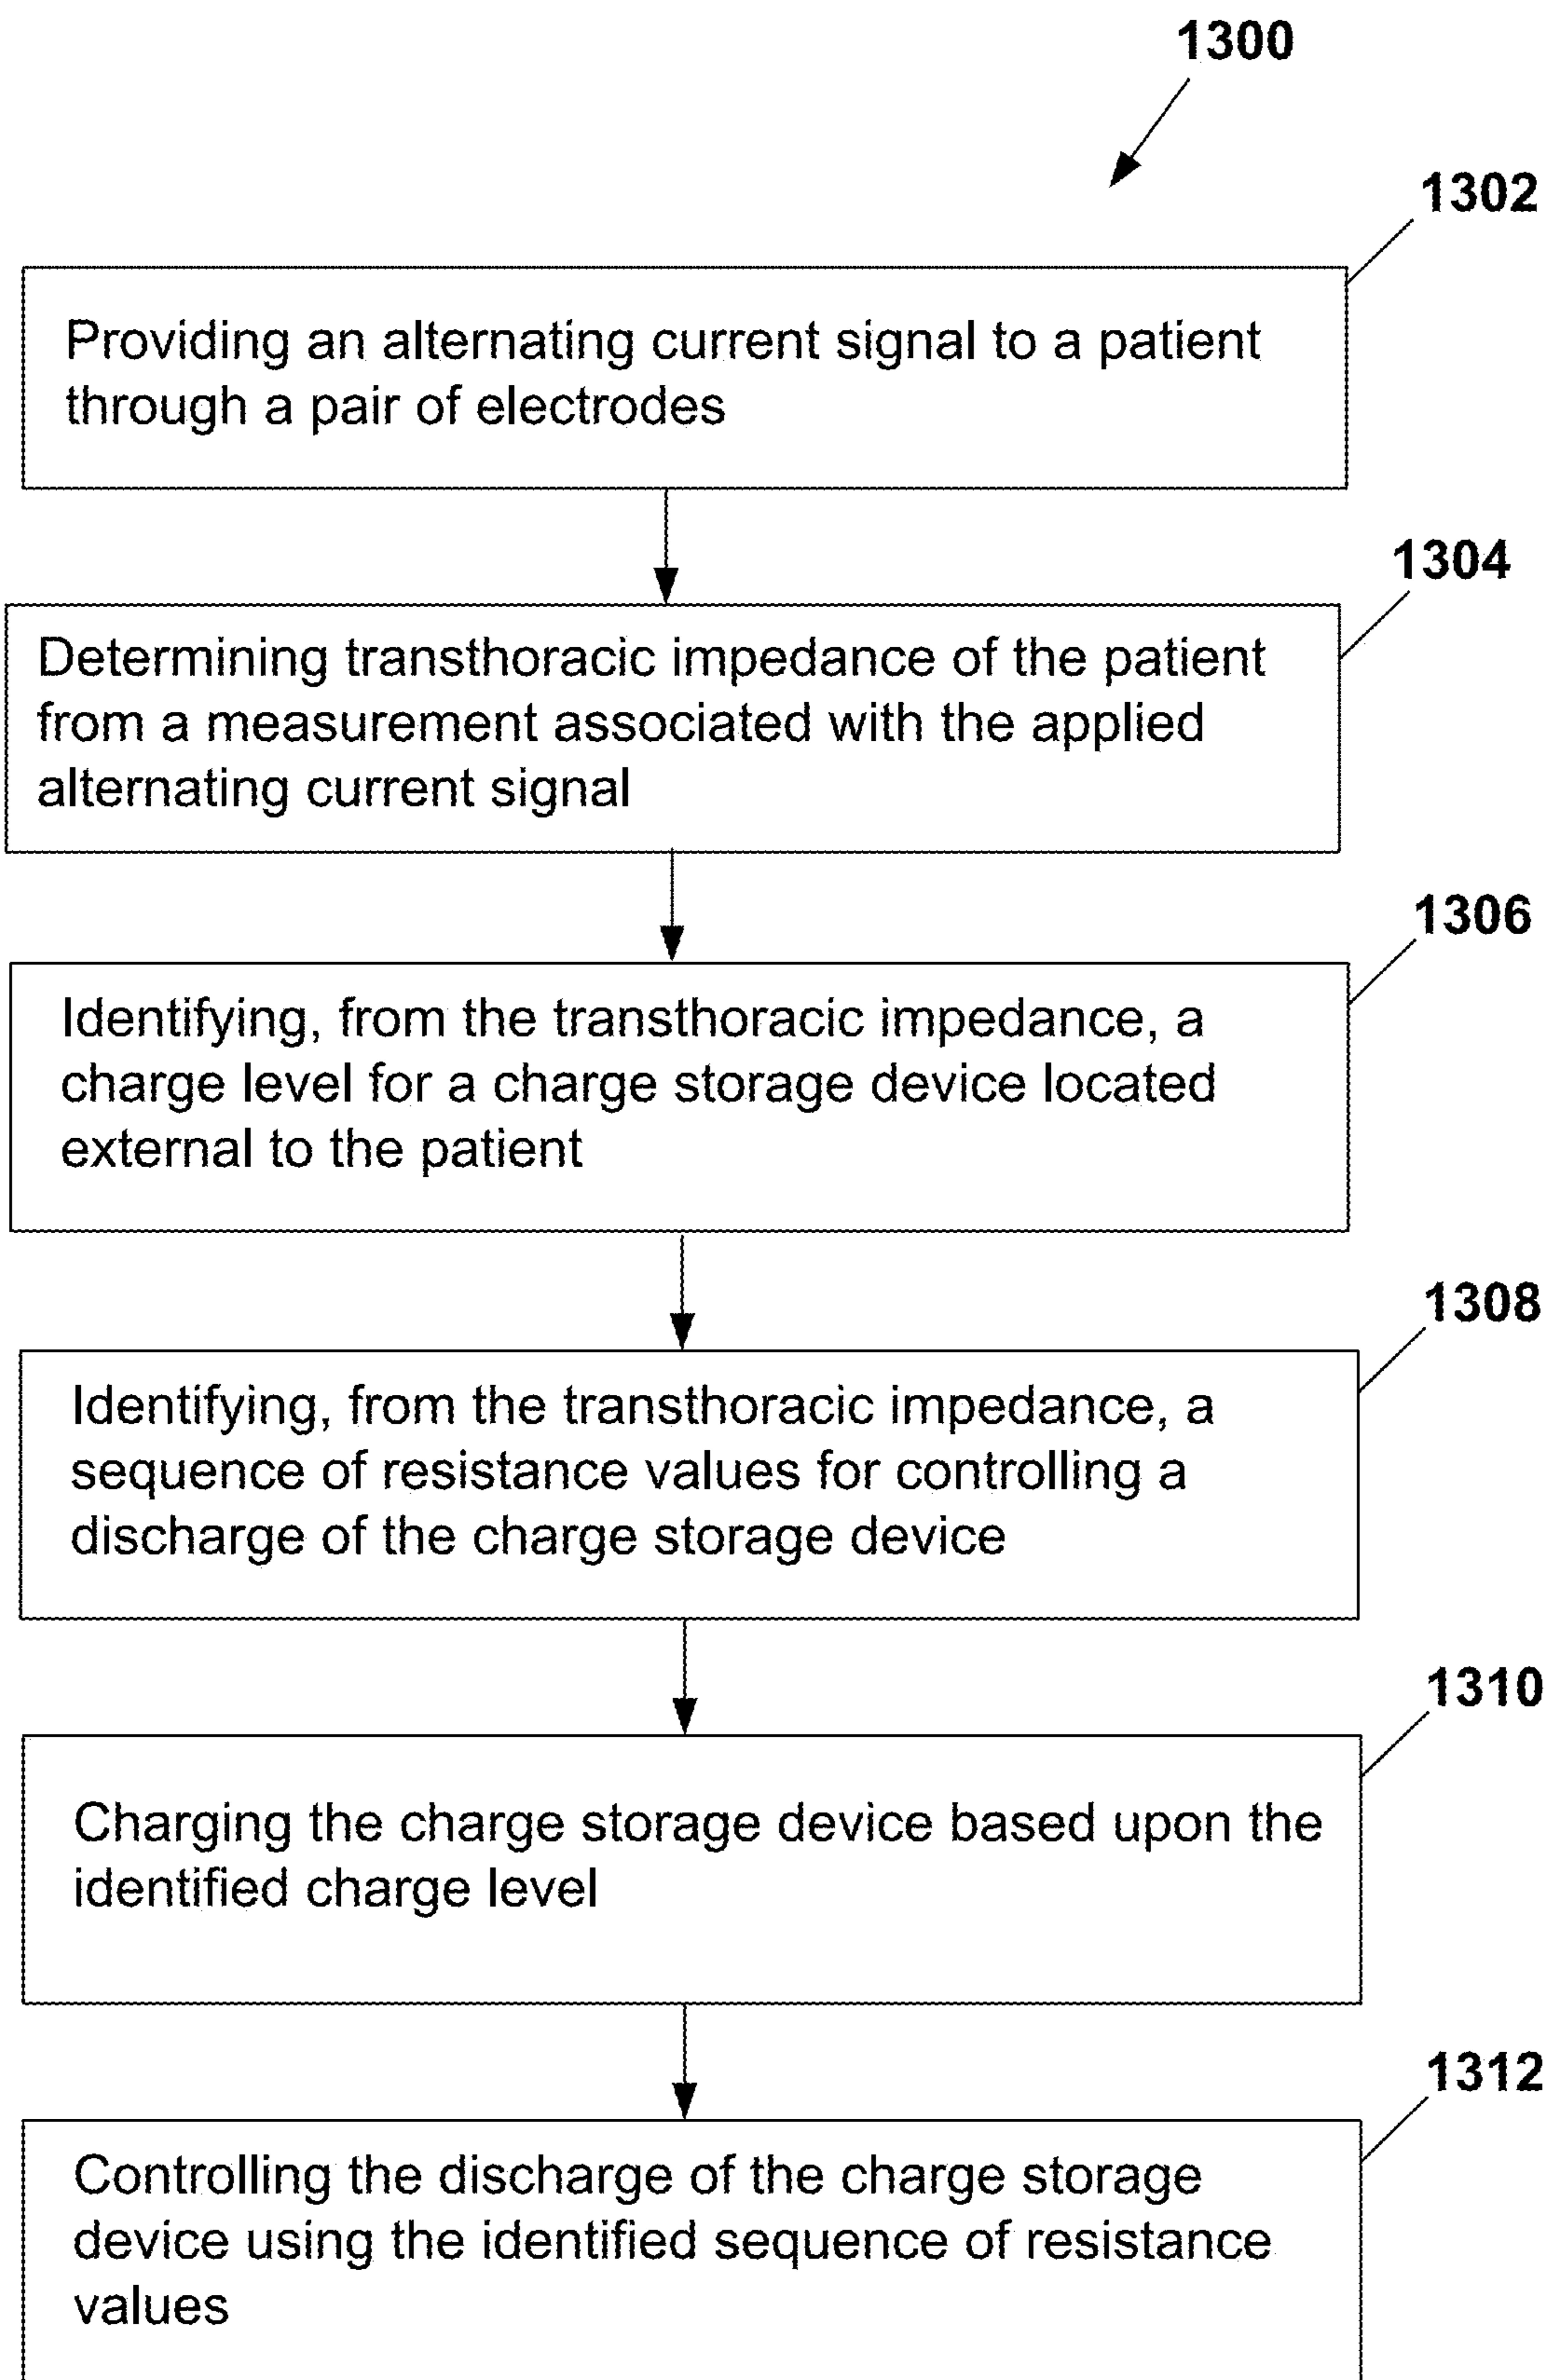 1300
1302
Providing an alternating current signal to a patient
through a pair of electrodes
1304
Determining transthoracic impedance of the patient
from a measurement associated with the applied
alternating current signal
1306
Identifying, from the transthoracic impedance, a
charge level for a charge storage device located
external to the patient
1308
Identifying, from the transthoracic impedance, a
sequence of resistance values for controlling a
discharge of the charge storage device
1310
Charging the charge storage device based upon the
identified charge level
1312
Controlling the discharge of the charge storage
device using the identified sequence of resistance
values